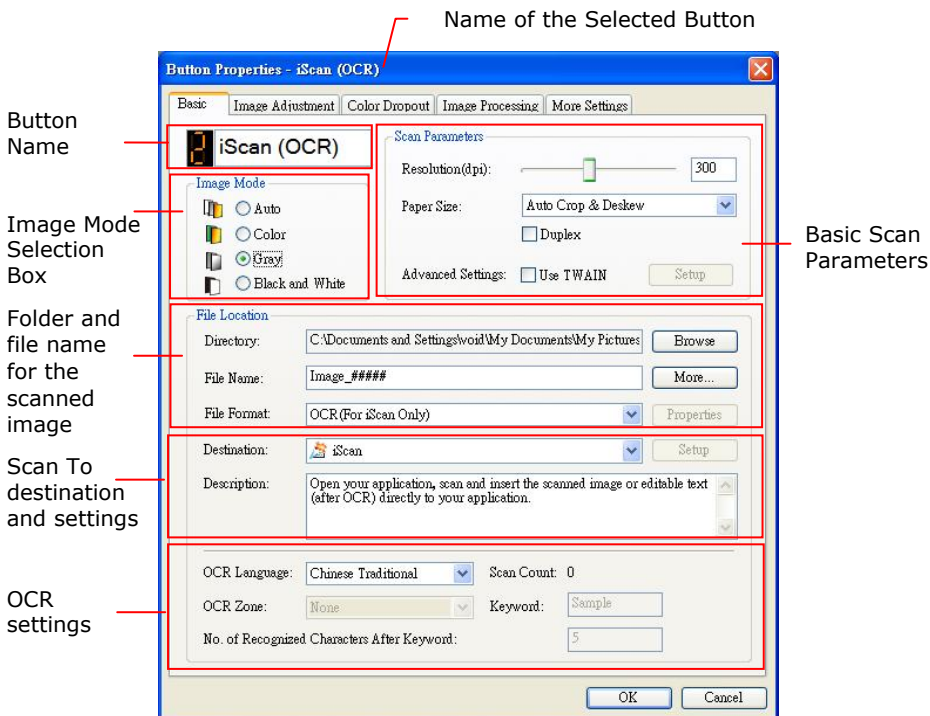 Name of the Selected Button
Button Properties - iScan (OCR)
Basic Image Adjustment Color Dropout Image Processing More Settings
Button
Name
2 iScan (OCR)
Scan Parameters
Resolution(dpi): 300
Image Mode
Auto
Paper Size: Auto Crop & Deskew
Image Mode
Selection
Box
Color
Duplex
Basic Scan
Parameters
Gray
Black and White
Advanced Settings: Use TWAIN Setup
Folder and
file name
for the
scanned
image
File Location
Directory: C:\Documents and Settings\void\My Documents\My Pictures Browse
File Name: Image_##### More...
File Format: OCR(For iScan Only) Properties
Scan To
destination
and settings
Destination: iScan Setup
Description: Open your application, scan and insert the scanned image or editable text
(after OCR) directly to your application.
OCR
settings
OCR Language: Chinese Traditional Scan Count: 0
OCR Zone: None Keyword: Sample
No. of Recognized Characters After Keyword: 5
OK Cancel